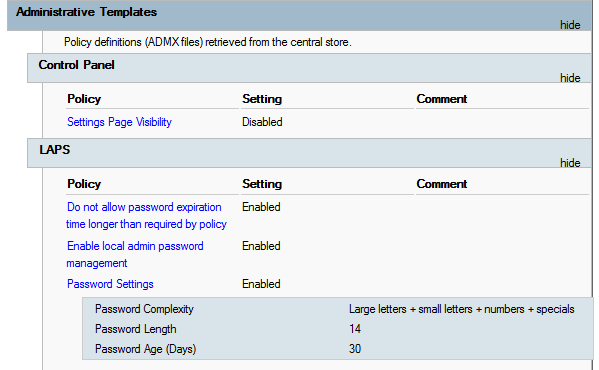 Administrative Templates
hide
Policy definitions (ADMX files) retrieved from the central store.
Control Panel
hide
Policy Setting Comment
Settings Page Visibility Disabled
LAPS
hide
Policy Setting Comment
Do not allow password expiration Enabled
time longer than required by policy
Enable local admin password Enabled
management
Password Settings Enabled
Password Complexity Large letters + small letters + numbers + specials
Password Length 14
Password Age (Days) 30